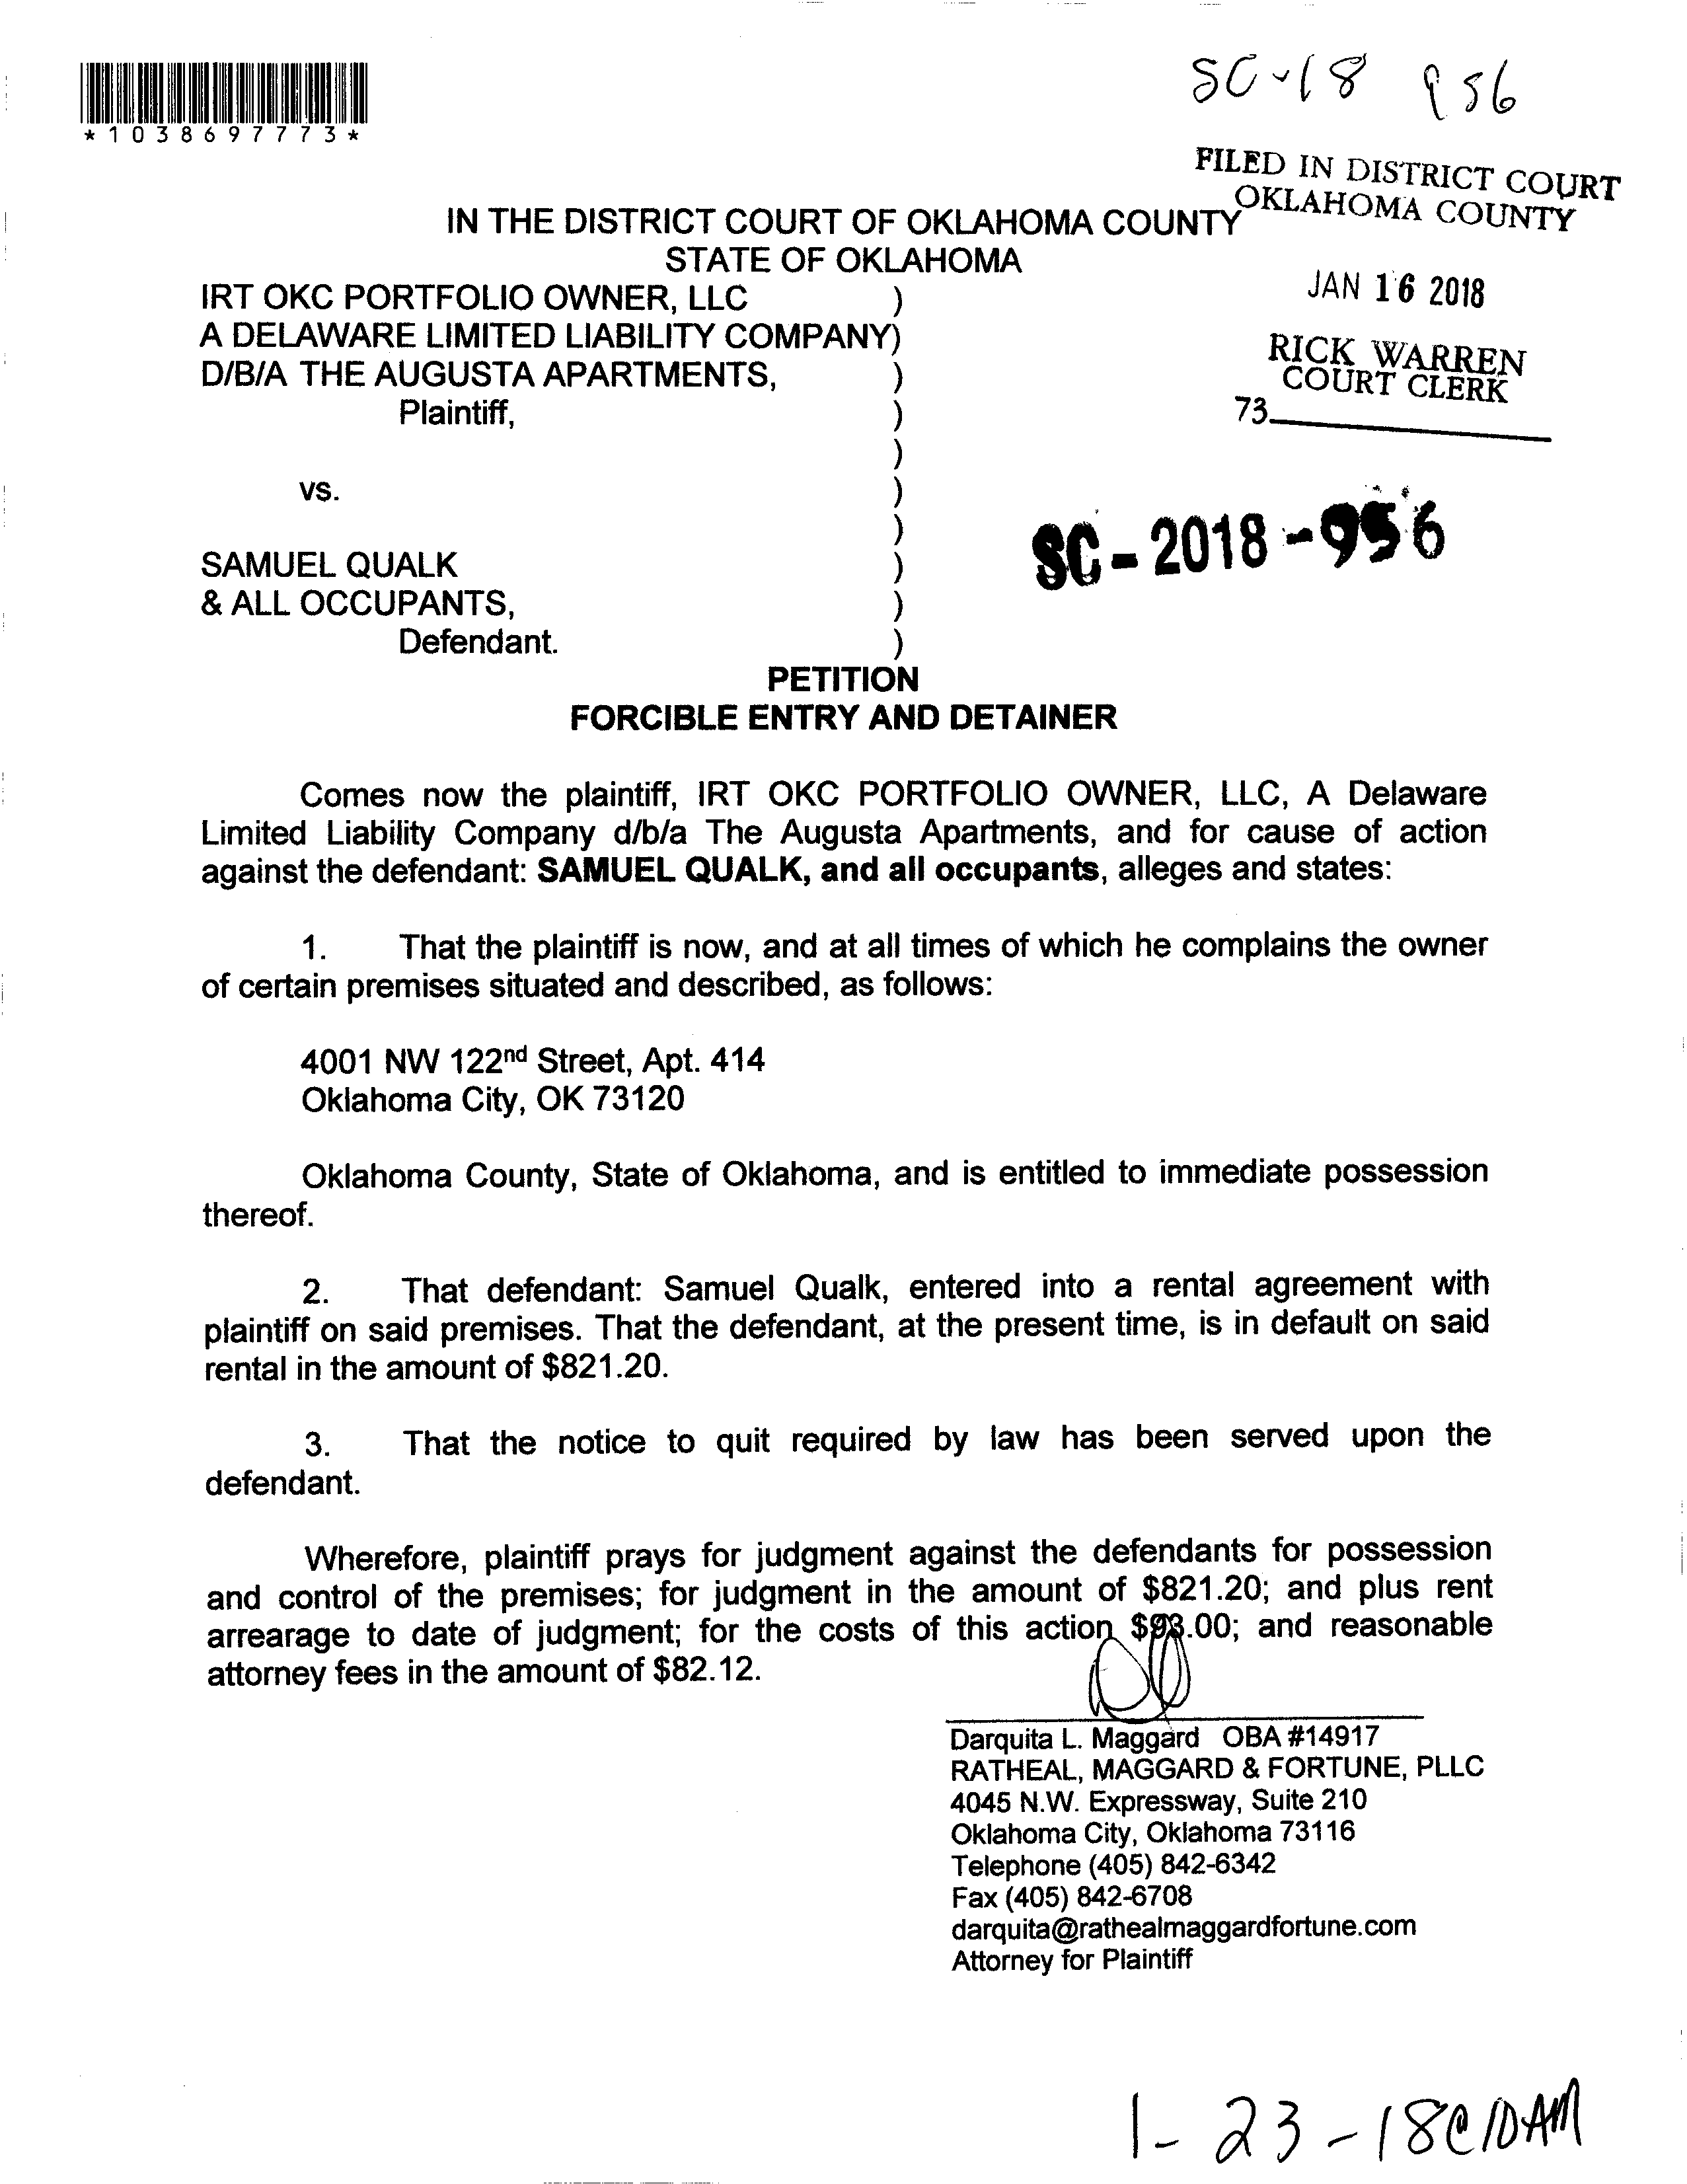 SC-18 956
*1038697773*
FILED IN DISTRICT COURT
OKLAHOMA COUNTY
IN THE DISTRICT COURT OF OKLAHOMA COUNTY
STATE OF OKLAHOMA
JAN 16 2018
IRT OKC PORTFOLIO OWNER, LLC )
A DELAWARE LIMITED LIABILITY COMPANY)
RICK WARREN
COURT CLERK
D/B/A THE AUGUSTA APARTMENTS, )
73
Plaintiff, )
)
vs. )
)
SC-2018-956
SAMUEL QUALK )
& ALL OCCUPANTS, )
Defendant. )
PETITION
FORCIBLE ENTRY AND DETAINER
Comes now the plaintiff, IRT OKC PORTFOLIO OWNER, LLC, A Delaware
Limited Liability Company d/b/a The Augusta Apartments, and for cause of action
against the defendant: SAMUEL QUALK, and all occupants, alleges and states:
1. That the plaintiff is now, and at all times of which he complains the owner
of certain premises situated and described, as follows:
4001 NW 122nd Street, Apt. 414
Oklahoma City, OK 73120
Oklahoma County, State of Oklahoma, and is entitled to immediate possession
thereof.
2. That defendant: Samuel Qualk, entered into a rental agreement with
plaintiff on said premises. That the defendant, at the present time, is in default on said
rental in the amount of $821.20.
3. That the notice to quit required by law has been served upon the
defendant.
Wherefore, plaintiff prays for judgment against the defendants for possession
and control of the premises; for judgment in the amount of $821.20; and plus rent
arrearage to date of judgment; for the costs of this action $93.00; and reasonable
attorney fees in the amount of $82.12.
Darquita L. Maggard OBA #14917
RATHEAL, MAGGARD & FORTUNE, PLLC
4045 N.W. Expressway, Suite 210
Oklahoma City, Oklahoma 73116
Telephone (405) 842-6342
Fax (405) 842-6708
darquita@rathealmaggardfortune.com
Attorney for Plaintiff
1-23-18@10AM